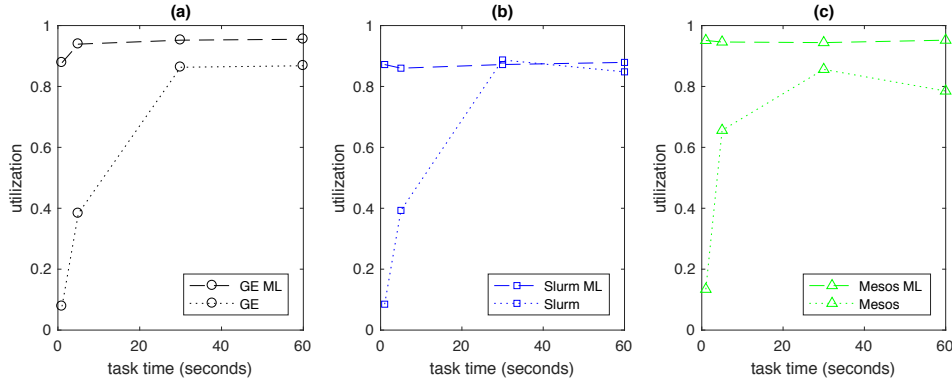 (a)
1
0.8
0.6
0.4
0.2
0
0 20 40 60
utilization
task time (seconds)
GE ML
GE
(b)
1
0.8
0.6
0.4
0.2
0
0 20 40 60
utilization
task time (seconds)
Slurm ML
Slurm
(c)
1
0.8
0.6
0.4
0.2
0
0 20 40 60
utilization
task time (seconds)
Mesos ML
Mesos